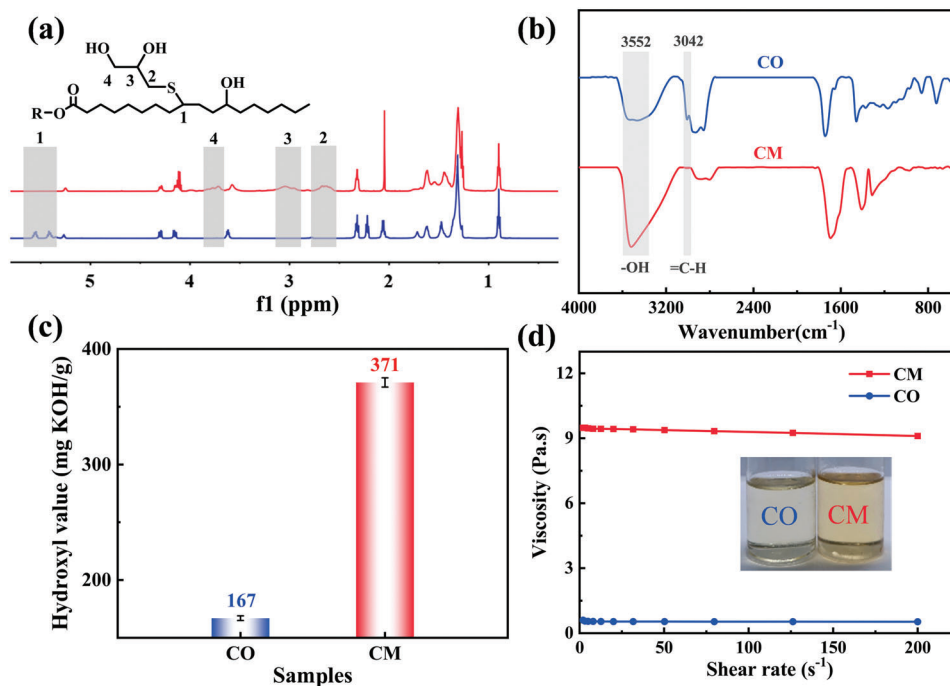 (a)
HO OH
4 3 2
S OH
O
R-O 1
1 4 3 2
5 4 3 2 1
f1 (ppm)
(b)
3552 3042
CO
CM
-OH =C-H
4000 3200 2400 1600 800
Wavenumber(cm⁻¹)
(c)
Hydroxyl value (mg KOH/g)
400
300
200
167
371
CO CM
Samples
(d)
Viscosity (Pa.s)
12
9
6
3
0
CM
CO
CO CM
0 50 100 150 200
Shear rate (s⁻¹)